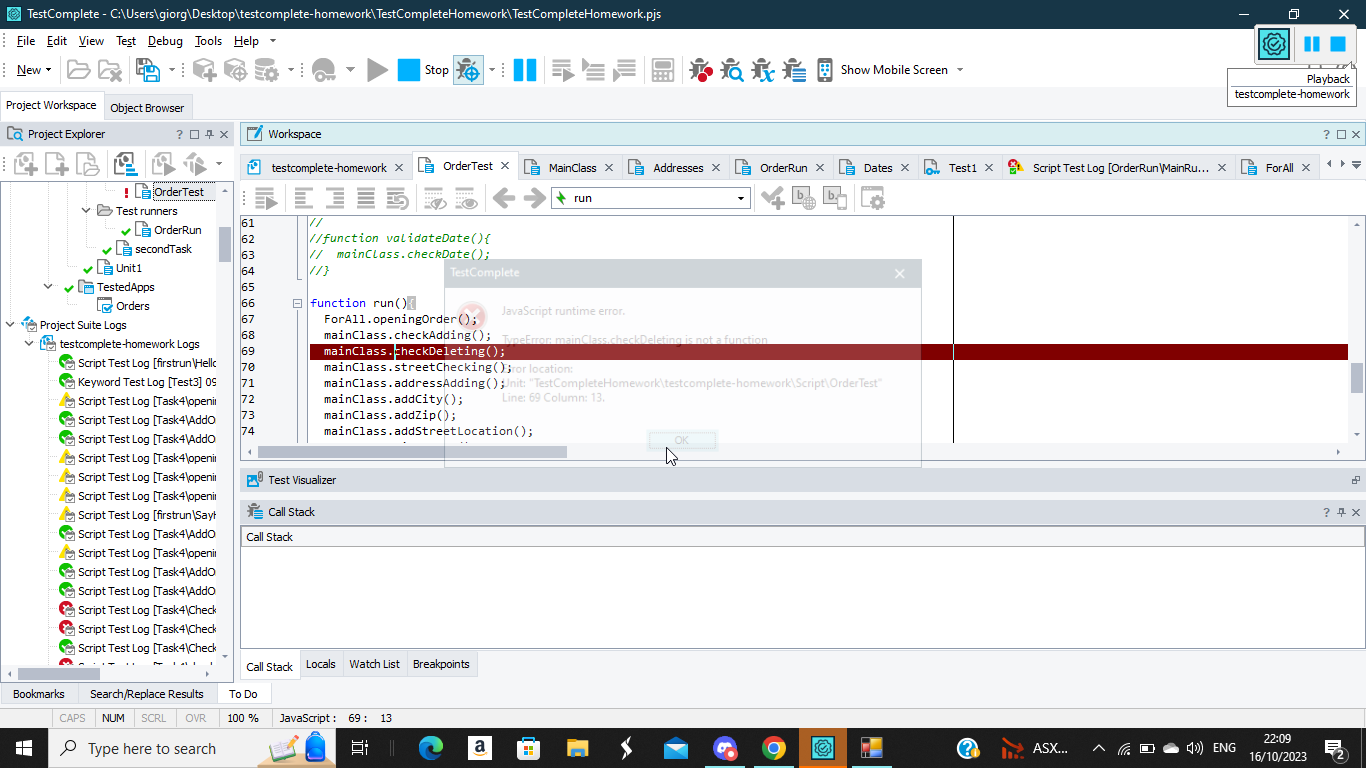 TestComplete - C:\Users\giorg\Desktop\testcomplete-homework\TestCompleteHomework\TestCompleteHomework.pjs
File Edit View Test Debug Tools Help
New Stop Show Mobile Screen
Playback
testcomplete-homework
Project Workspace Object Browser
Project Explorer ?
Workspace ?
testcomplete-homework OrderTest MainClass Addresses OrderRun Dates Test1 Script Test Log [OrderRun\MainRu... ForAll
run
OrderTest
Test runners
OrderRun
secondTask
Unit1
TestedApps
Orders
Project Suite Logs
testcomplete-homework Logs
Script Test Log [firstrun\Hello
Keyword Test Log [Test3] 09
Script Test Log [Task4\openi
Script Test Log [Task4\AddO
Script Test Log [Task4\AddO
Script Test Log [Task4\openi
Script Test Log [Task4\openi
Script Test Log [Task4\openi
Script Test Log [firstrun\SayH
Script Test Log [Task4\AddO
Script Test Log [Task4\openi
Script Test Log [Task4\AddO
Script Test Log [Task4\AddO
Script Test Log [Task4\Check
Script Test Log [Task4\Check
Script Test Log [Task4\Check
61 //
62 //function validateDate(){
63 // mainClass.checkDate();
64 //}
65
66 function run(){
67 ForAll.openingOrder();
68 mainClass.checkAdding();
69 mainClass.checkDeleting();
70 mainClass.streetChecking();
71 mainClass.addressAdding();
72 mainClass.addCity();
73 mainClass.addZip();
74 mainClass.addStreetLocation();
TestComplete
JavaScript runtime error.
TypeError: mainClass.checkDeleting is not a function
Error location:
Unit: "TestCompleteHomework\testcomplete-homework\Script\OrderTest"
Line: 69 Column: 13.
OK
Test Visualizer
Call Stack ?
Call Stack
Call Stack Locals Watch List Breakpoints
Bookmarks Search/Replace Results To Do
CAPS NUM SCRL OVR 100 % JavaScript : 69 : 13
Type here to search
ASX...
ENG
22:09
16/10/2023
2